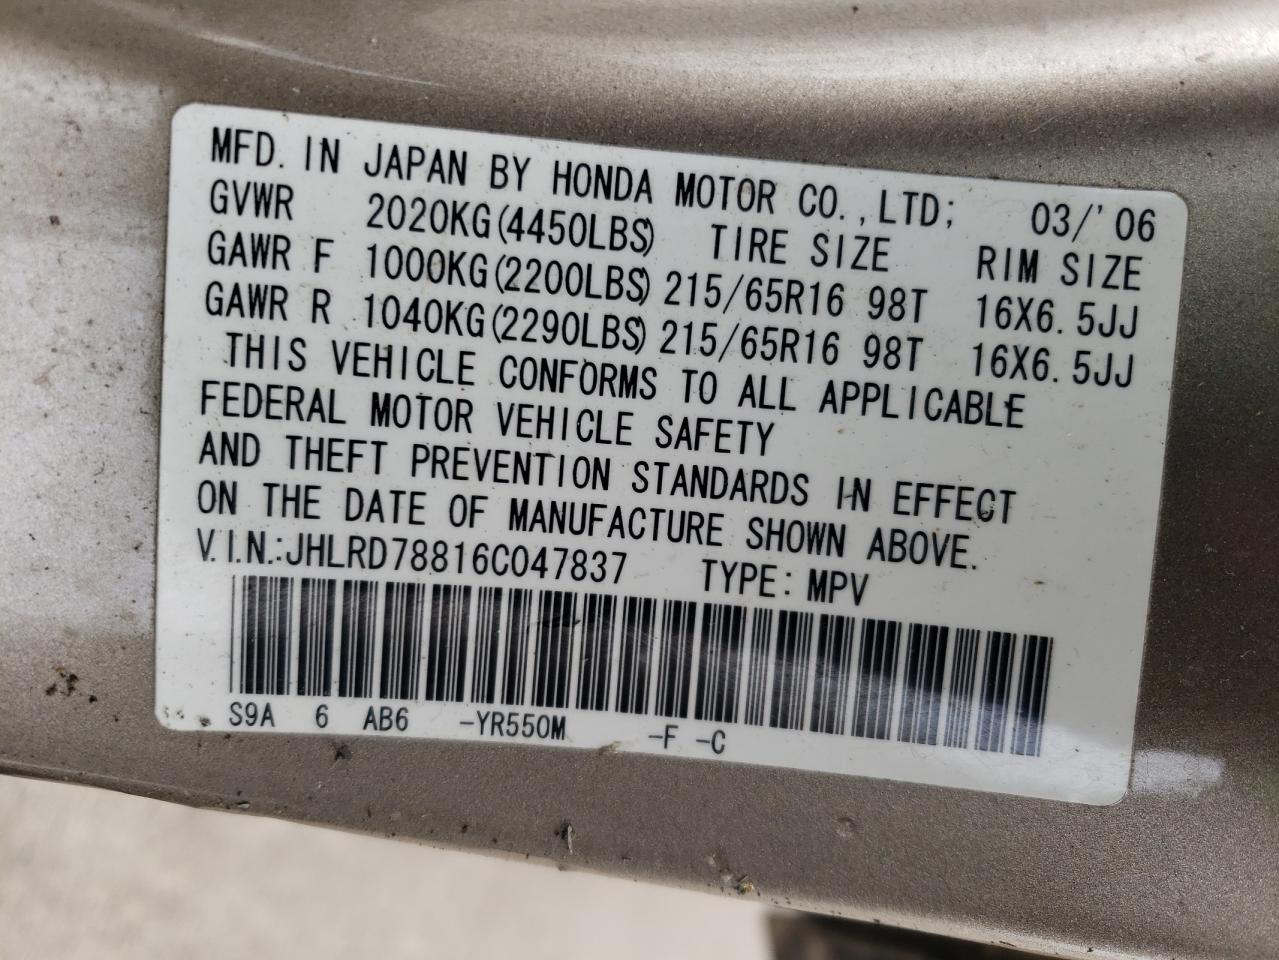 MFD. IN JAPAN BY HONDA MOTOR CO.,LTD; 03/'06
GVWR 2020KG(4450LBS) TIRE SIZE RIM SIZE
GAWR F 1000KG(2200LBS) 215/65R16 98T 16X6.5JJ
GAWR R 1040KG(2290LBS) 215/65R16 98T 16X6.5JJ
THIS VEHICLE CONFORMS TO ALL APPLICABLE
FEDERAL MOTOR VEHICLE SAFETY
AND THEFT PREVENTION STANDARDS IN EFFECT
ON THE DATE OF MANUFACTURE SHOWN ABOVE.
V.I.N.:JHLRD78816C047837 TYPE: MPV
S9A 6 AB6 -YR550M -F -C